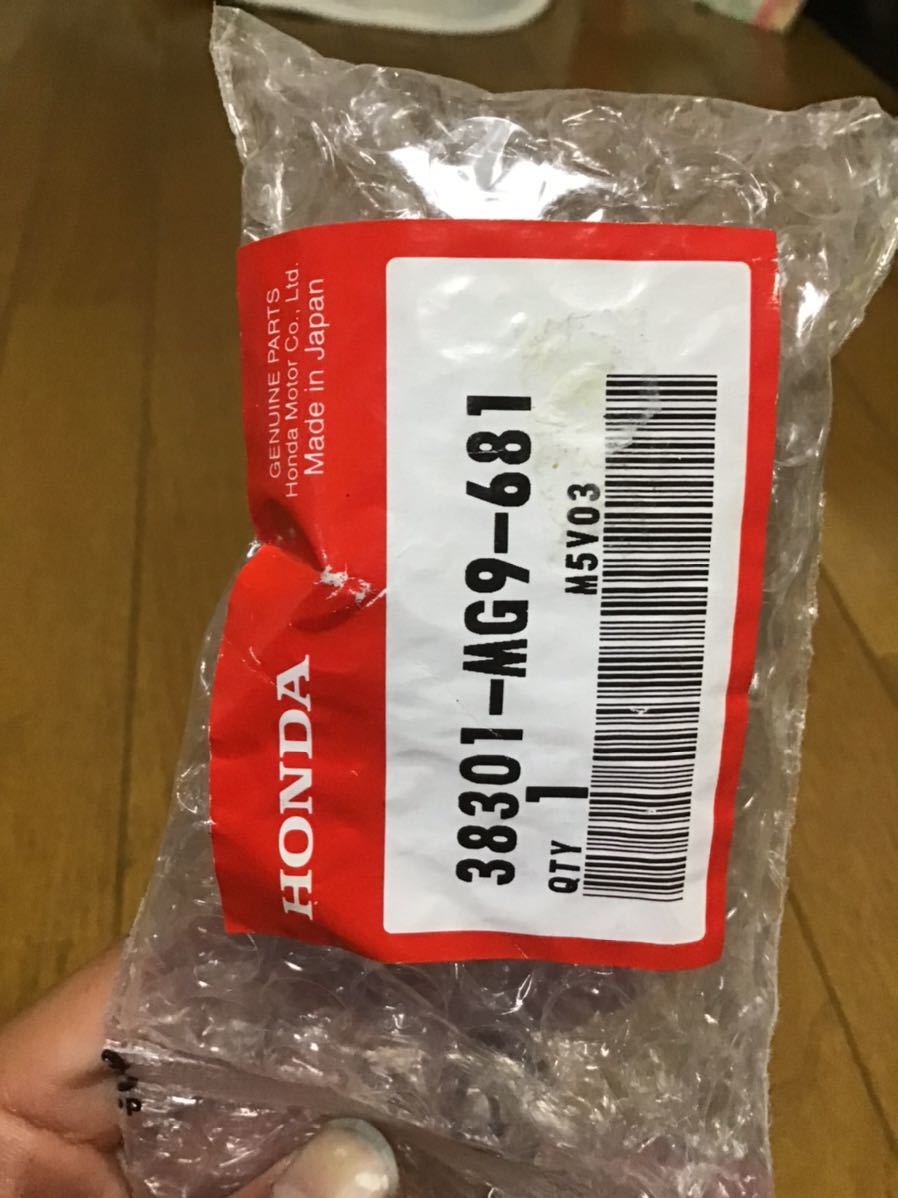 GENUINE PARTS
Honda Motor Co., Ltd.
Made in Japan
HONDA
38301-MG9-681
QTY 1
M5V03